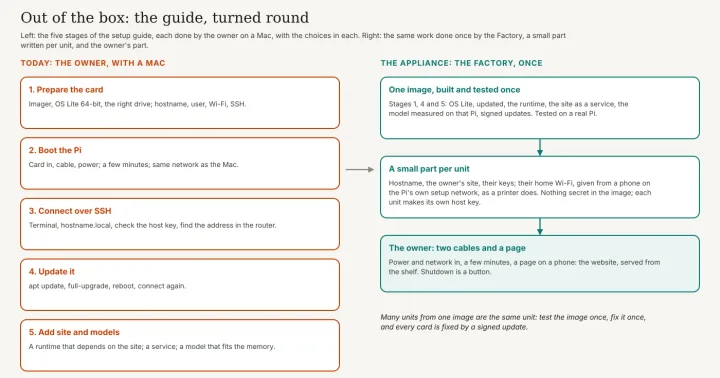 Out of the box: the guide, turned round
Left: the five stages of the setup guide, each done by the owner on a Mac, with the choices in each. Right: the same work done once by the Factory, a small part
written per unit, and the owner's part.
TODAY: THE OWNER, WITH A MAC
1. Prepare the card
Imager, OS Lite 64-bit, the right drive; hostname, user, Wi-Fi, SSH.
2. Boot the Pi
Card in, cable, power; a few minutes; same network as the Mac.
3. Connect over SSH
Terminal, hostname.local, check the host key, find the address in the router.
4. Update it
apt update, full-upgrade, reboot, connect again.
5. Add site and models
A runtime that depends on the site; a service; a model that fits the memory.
THE APPLIANCE: THE FACTORY, ONCE
One image, built and tested once
Stages 1, 4 and 5: OS Lite, updated, the runtime, the site as a service, the
model measured on that Pi, signed updates. Tested on a real Pi.
A small part per unit
Hostname, the owner's site, their keys; their home Wi-Fi, given from a phone on
the Pi's own setup network, as a printer does. Nothing secret in the image; each
unit makes its own host key.
The owner: two cables and a page
Power and network in, a few minutes, a page on a phone: the website, served from
the shelf. Shutdown is a button.
Many units from one image are the same unit: test the image once, fix it once,
and every card is fixed by a signed update.